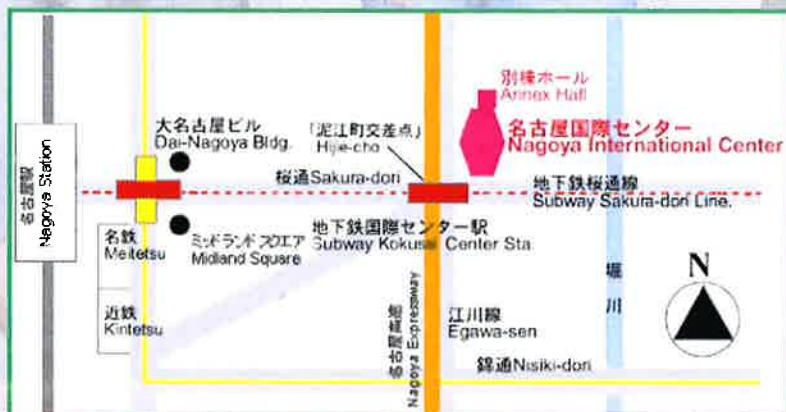 別棟ホール
Annex Hall
名古屋国際センター
Nagoya International Center
大名古屋ビル
Dai-Nagoya Bldg.
「泥江町交差点」
Hijie-cho
名古屋駅
Nagoya Station
桜通Sakura-dori
地下鉄桜通線
Subway Sakura-dori Line.
名鉄
Meitetsu
ミッドランドスクエア
Midland Square
地下鉄国際センター駅
Subway Kokusai Center Sta.
堀川
N
近鉄
Kintetsu
名古屋高速
Nagoya Expressway
江川線
Egawa-sen
錦通Nisiki-dori